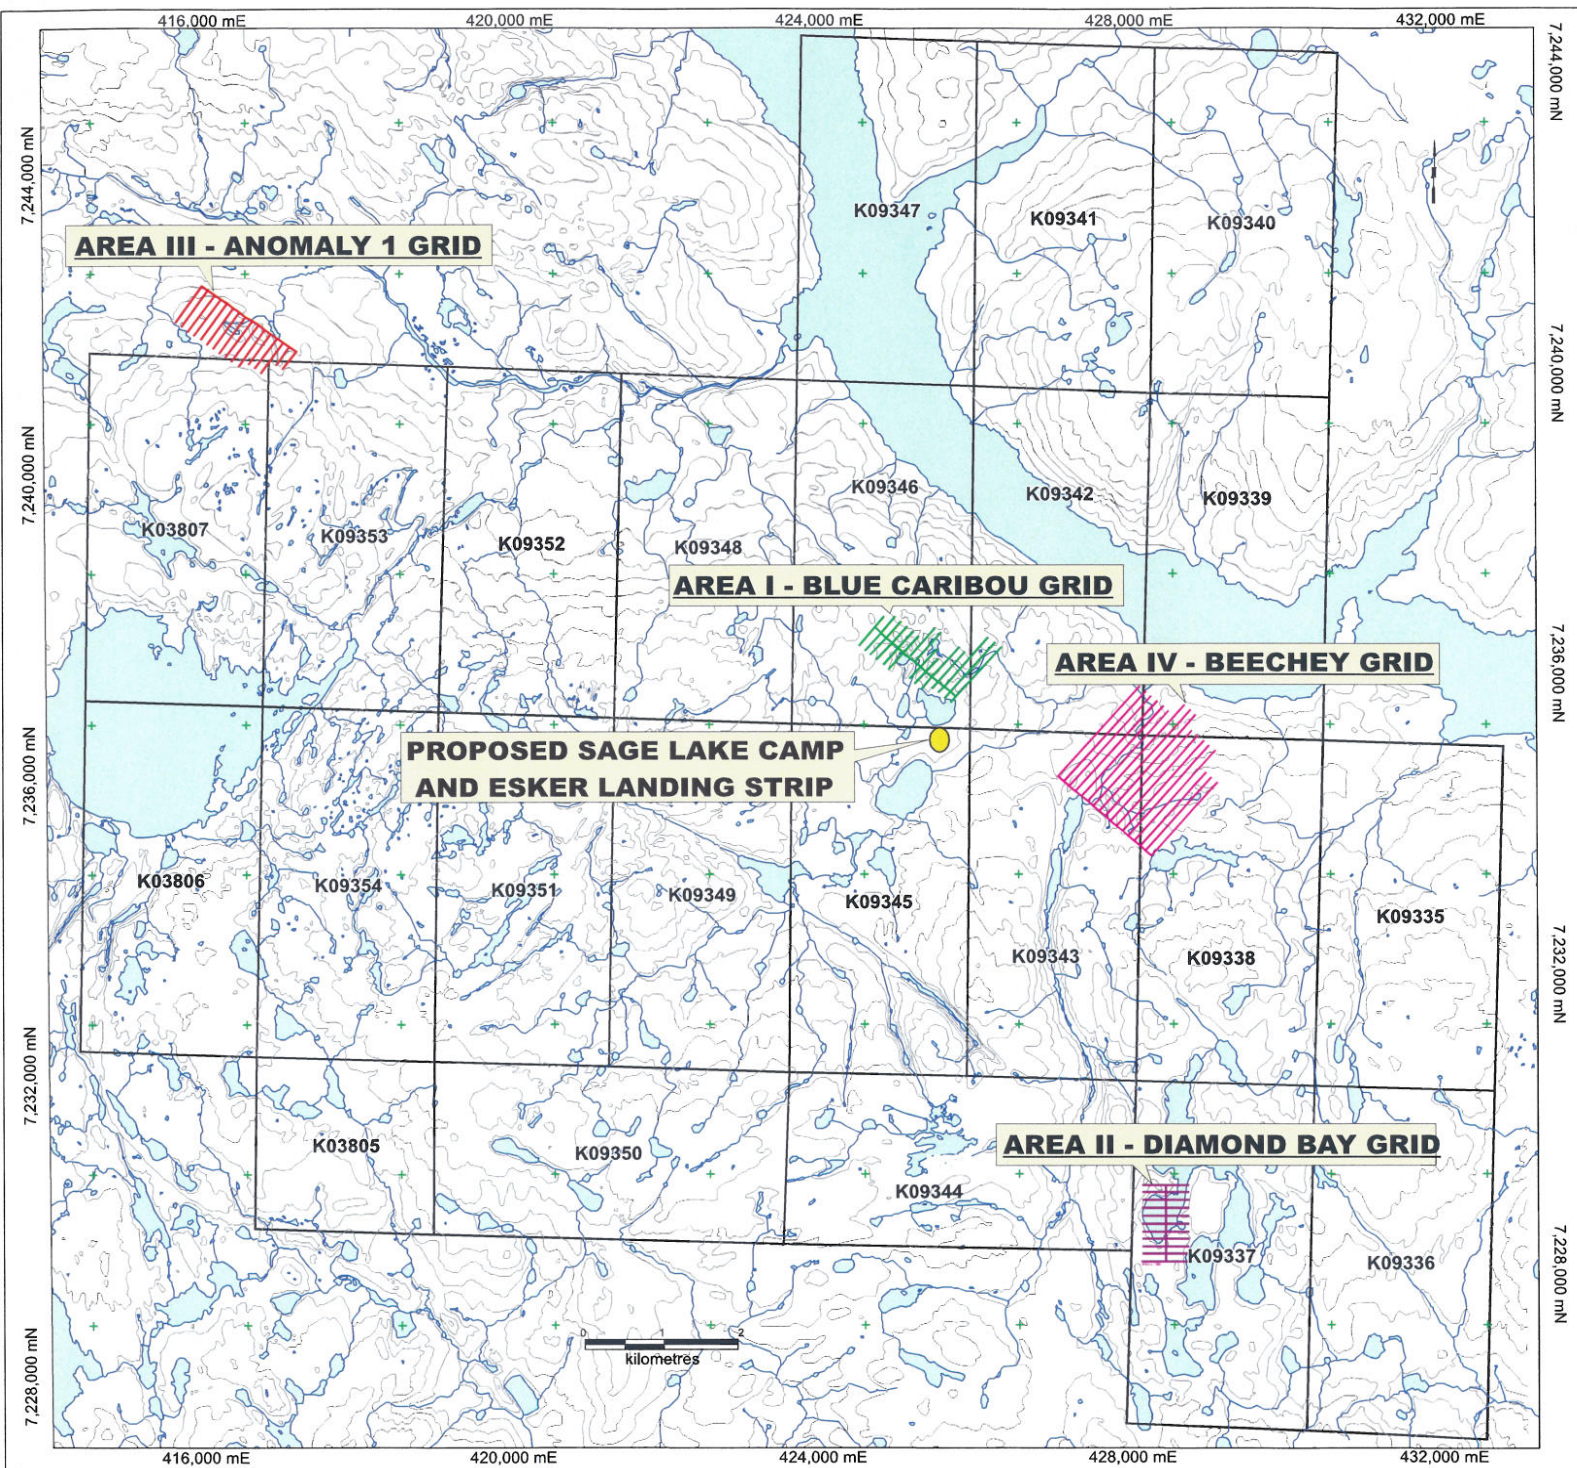 416,000 mE
420,000 mE
424,000 mE
428,000 mE
432,000 mE
7,244,000 mN
7,244,000 mN
K09347
K09341
K09340
AREA III - ANOMALY 1 GRID
7,240,000 mN
7,240,000 mN
K09346
K09342
K09339
K03807
K09353
K09352
K09348
AREA I - BLUE CARIBOU GRID
7,236,000 mN
AREA IV - BEECHEY GRID
7,236,000 mN
PROPOSED SAGE LAKE CAMP
AND ESKER LANDING STRIP
K03806
K09354
K09351
K09349
K09345
K09335
K09343
K09338
7,232,000 mN
7,232,000 mN
K03805
K09350
AREA II - DIAMOND BAY GRID
K09344
K09337
K09336
7,228,000 mN
7,228,000 mN
0 1 2
kilometres
416,000 mE
420,000 mE
424,000 mE
428,000 mE
432,000 mE